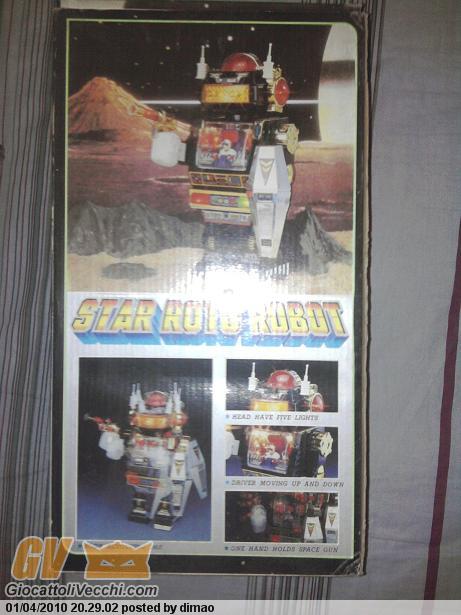 STAR ROTO ROBOT
HEAD HAVE FIVE LIGHTS
DRIVER MOVING UP AND DOWN
ONE HAND HOLDS SPACE GUN
GV
GiocattoliVecchi.com
01/04/2010 20.29.02 posted by dimao